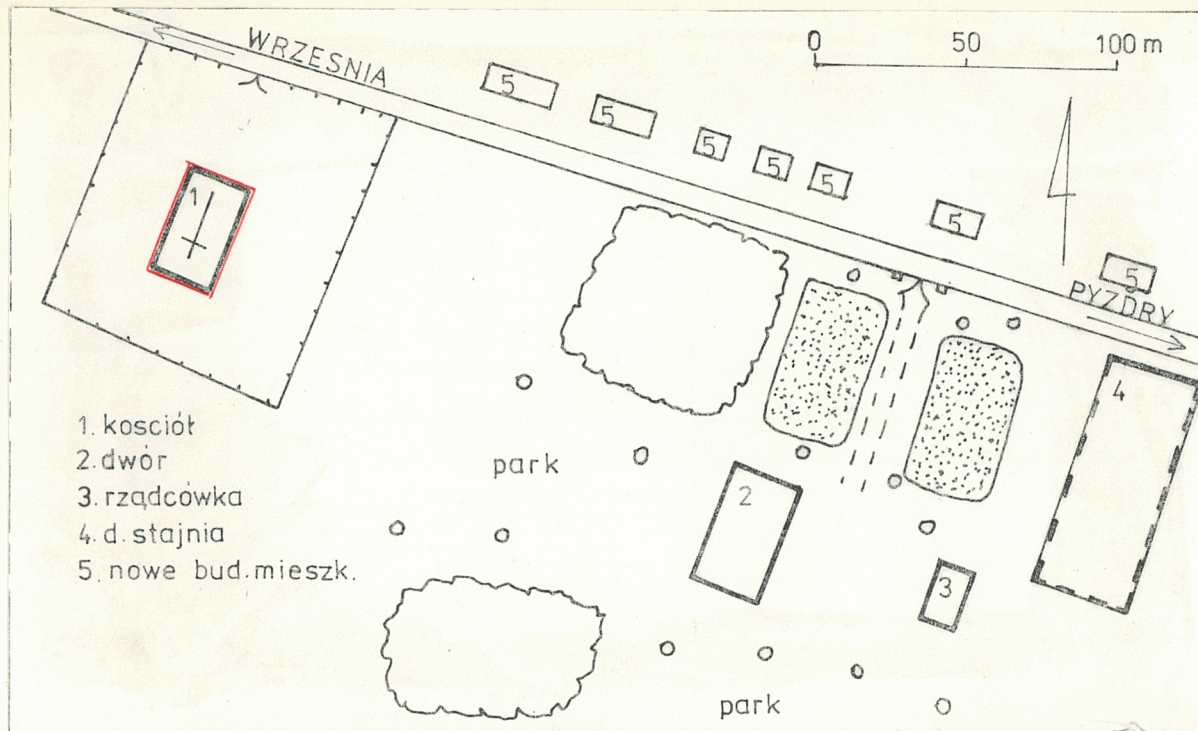 WRZESNIA
0 50 100 m
5
5
5
5
5
5
5
PYZDRY
1
4
1. kosciół
2. dwór
3. rządcówka
4. d. stajnia
5. nowe bud. mieszk.
park
2
3
park